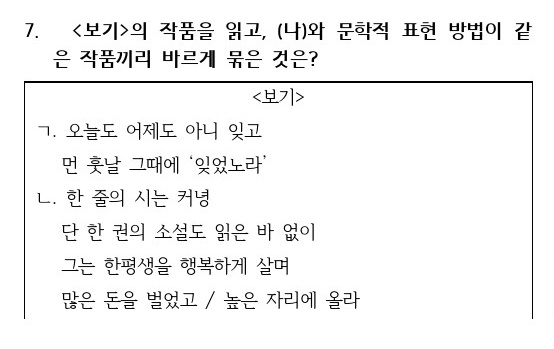 7. <보기>의 작품을 읽고, (나)와 문학적 표현 방법이 같
은 작품끼리 바르게 묶은 것은?
<보기>
ㄱ. 오늘도 어제도 아니 잊고
먼 훗날 그때에 ‘잊었노라’
ㄴ. 한 줄의 시는 커녕
단 한 권의 소설도 읽은 바 없이
그는 한평생을 행복하게 살며
많은 돈을 벌었고 / 높은 자리에 올라